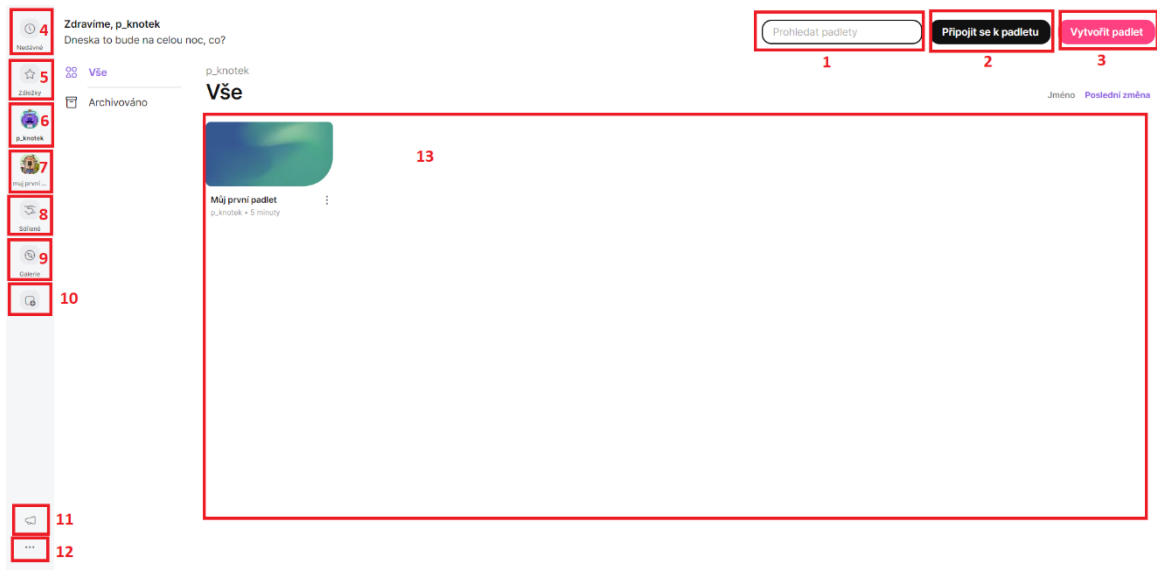 4
Nedávné
Zdravíme, p_knotek
Dneska to bude na celou noc, co?
Prohledat padlety
Připojit se k padletu
Vytvořit padlet
1
2
3
5
Záložky
Vše
Archivováno
p_knotek
Vše
Jméno
Poslední změna
6
p_knotek
7
muj první ...
8
Sdílené
9
Galerie
10
13
Můj první padlet
p_knotek • 5 minuty
11
12